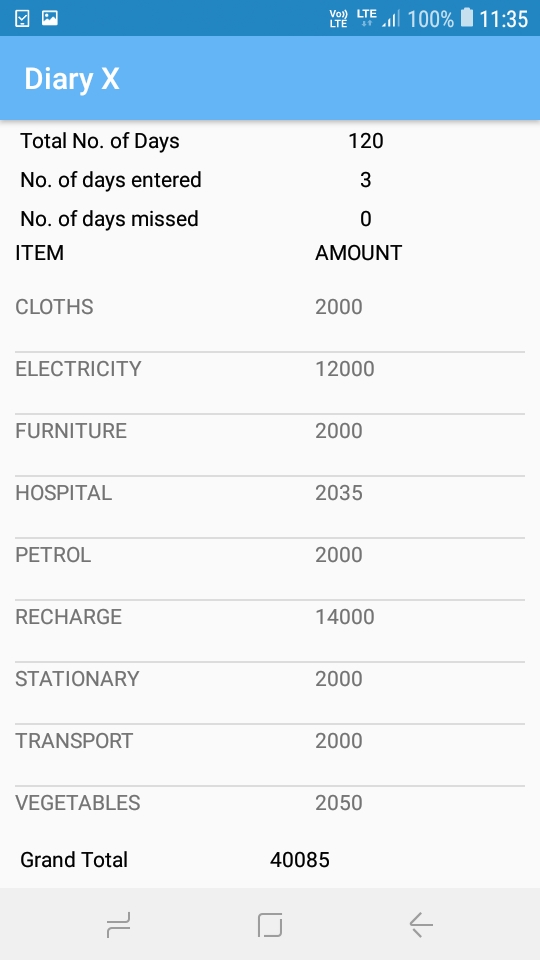 Vo)) LTE LTE 100% 11:35
Diary X
Total No. of Days 120
No. of days entered 3
No. of days missed 0
ITEM AMOUNT
CLOTHS 2000
ELECTRICITY 12000
FURNITURE 2000
HOSPITAL 2035
PETROL 2000
RECHARGE 14000
STATIONARY 2000
TRANSPORT 2000
VEGETABLES 2050
Grand Total 40085